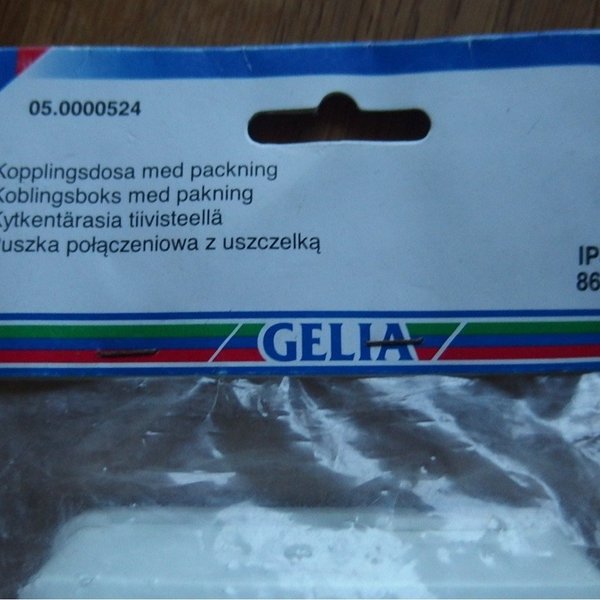 05.0000524
Kopplingsdosa med packning
Koblingsboks med pakning
Kytkentärasia tiivisteellä
Puszka połączeniowa z uszczelką
IP
86
GELIA